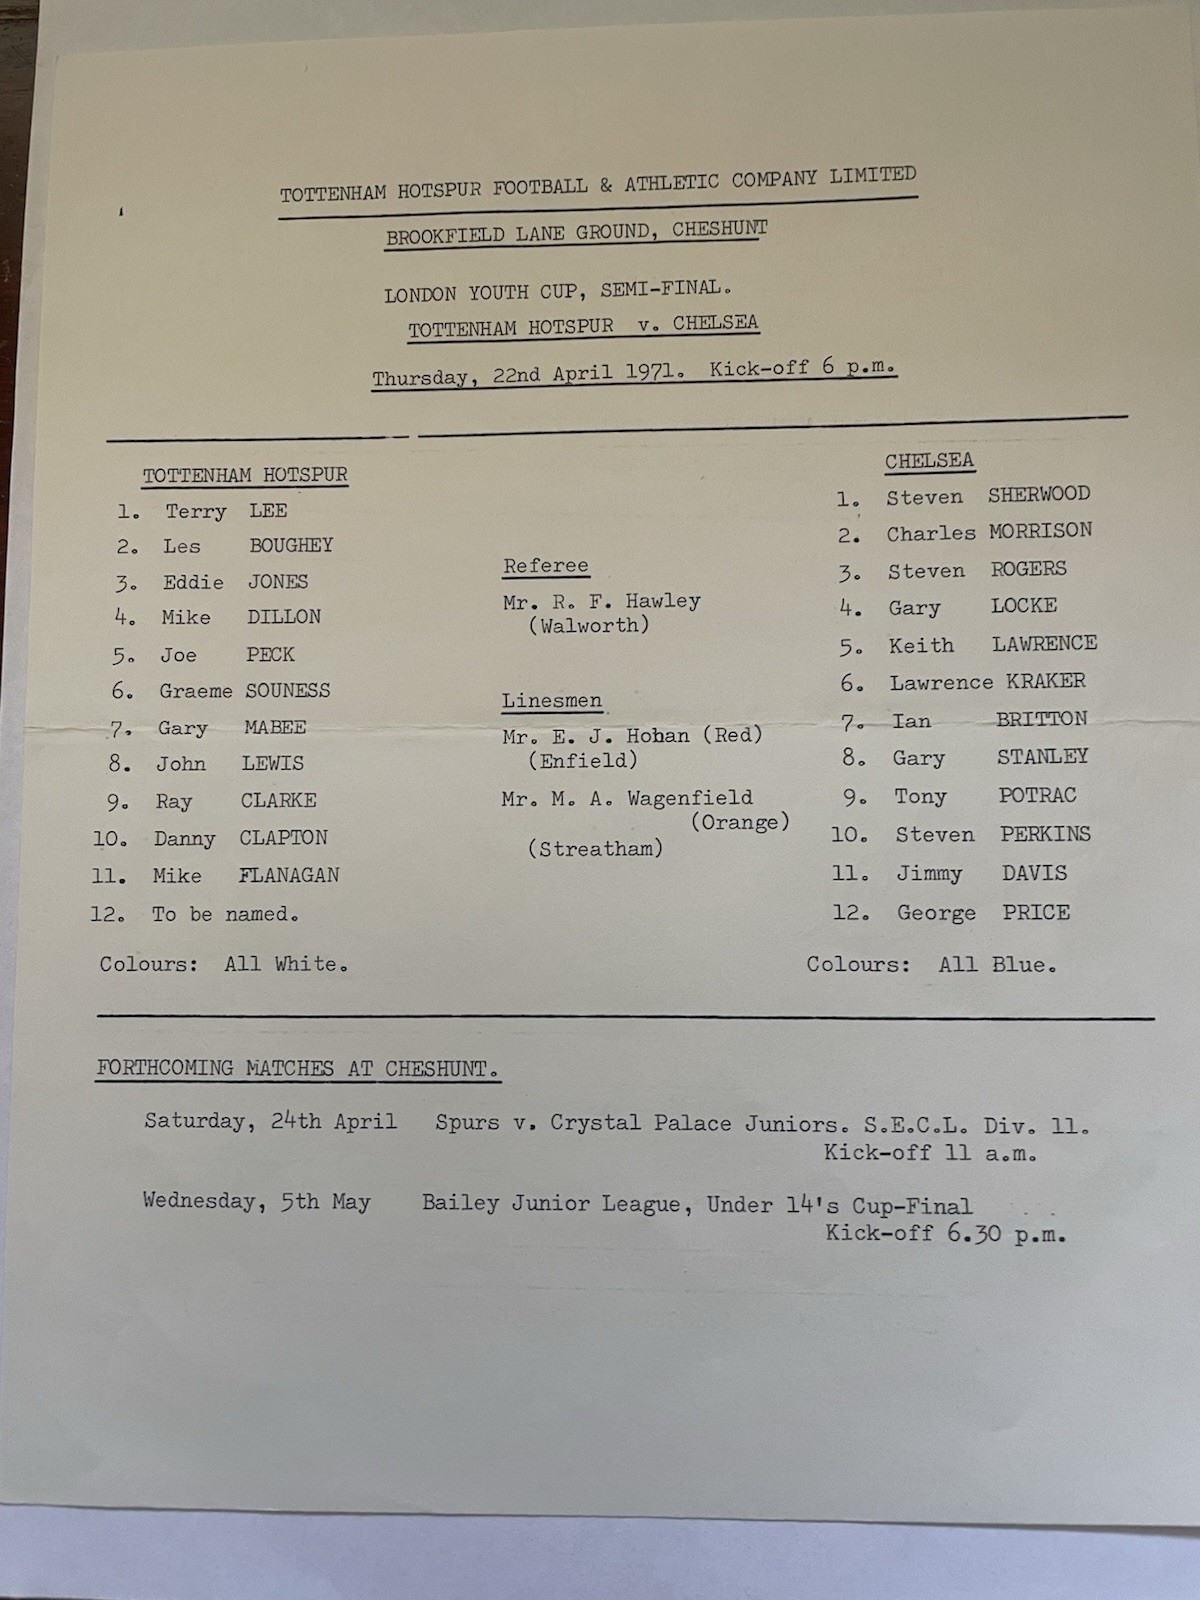 TOTTENHAM HOTSPUR FOOTBALL & ATHLETIC COMPANY LIMITED
BROOKFIELD LANE GROUND, CHESHUNT
LONDON YOUTH CUP, SEMI-FINAL.
TOTTENHAM HOTSPUR v. CHELSEA
Thursday, 22nd April 1971. Kick-off 6 p.m.
TOTTENHAM HOTSPUR
1. Terry LEE
2. Les BOUGHEY
3. Eddie JONES
4. Mike DILLON
5. Joe PECK
6. Graeme SOUNESS
7. Gary MABEE
8. John LEWIS
9. Ray CLARKE
10. Danny CLAPTON
11. Mike FLANAGAN
12. To be named.
Colours: All White.
Referee
Mr. R. F. Hawley
(Walworth)
Linesmen
Mr. E. J. Hohan (Red)
(Enfield)
Mr. M. A. Wagenfield
(Orange)
(Streatham)
CHELSEA
1. Steven SHERWOOD
2. Charles MORRISON
3. Steven ROGERS
4. Gary LOCKE
5. Keith LAWRENCE
6. Lawrence KRAKER
7. Ian BRITTON
8. Gary STANLEY
9. Tony POTRAC
10. Steven PERKINS
11. Jimmy DAVIS
12. George PRICE
Colours: All Blue.
FORTHCOMING MATCHES AT CHESHUNT.
Saturday, 24th April Spurs v. Crystal Palace Juniors. S.E.C.L. Div. 11.
Kick-off 11 a.m.
Wednesday, 5th May Bailey Junior League, Under 14's Cup-Final
Kick-off 6.30 p.m.